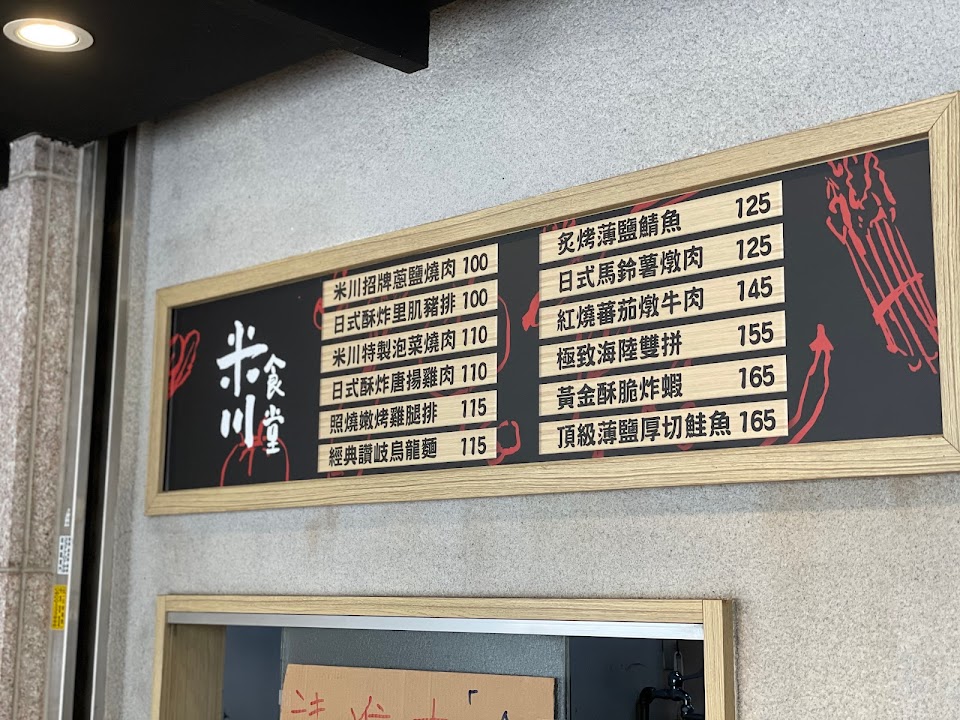 米川
食堂
米川招牌蔥鹽燒肉 100
日式酥炸里肌豬排 100
米川特製泡菜燒肉 110
日式酥炸唐揚雞肉 110
照燒嫩烤雞腿排 115
經典讚岐烏龍麵 115
炙烤薄鹽鯖魚 125
日式馬鈴薯燉肉 125
紅燒蕃茄燉牛肉 145
極致海陸雙拼 155
黃金酥脆炸蝦 165
頂級薄鹽厚切鮭魚 165